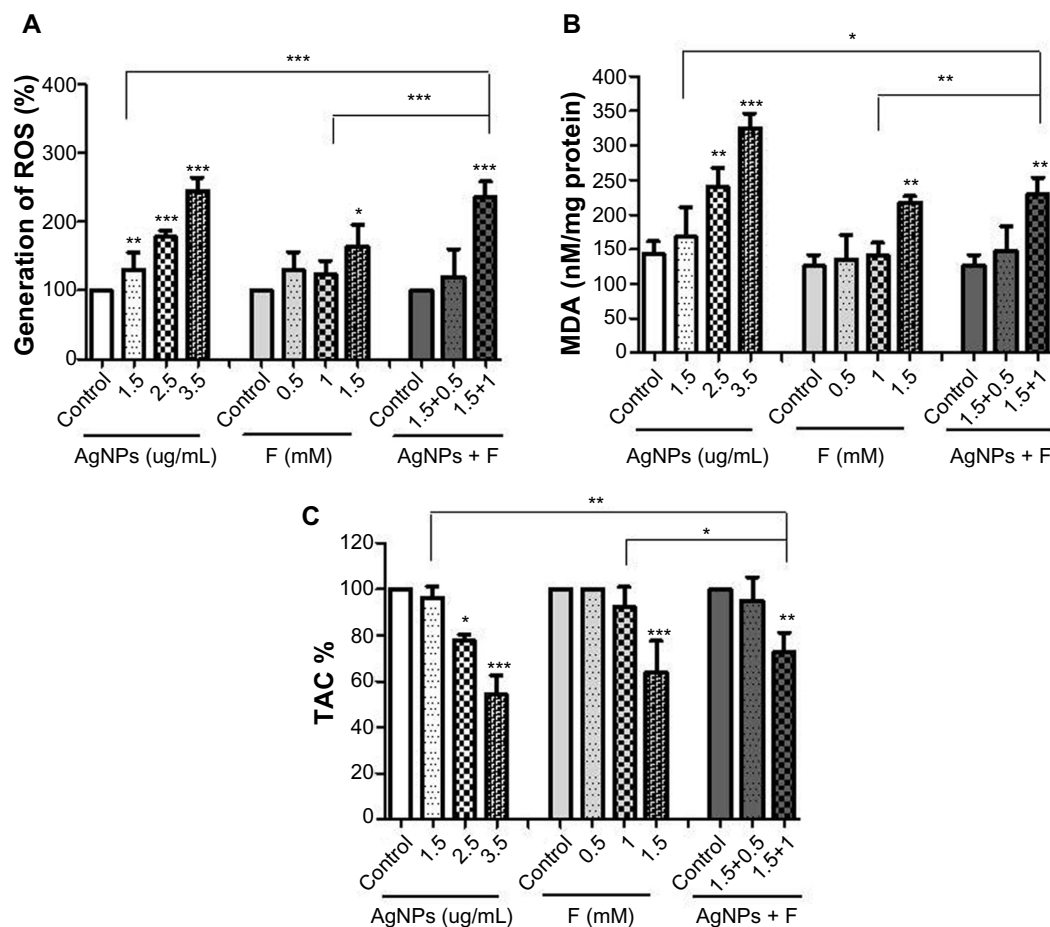 A
***
***
Generation of ROS (%)
400
300
200
100
0
**
***
***
*
***
Control
1.5
2.5
3.5
Control
0.5
1
1.5
Control
1.5+0.5
1.5+1
AgNPs (ug/mL)
F (mM)
AgNPs + F
B
*
**
MDA (nM/mg protein)
400
350
300
250
200
150
100
50
0
**
***
**
**
Control
1.5
2.5
3.5
Control
0.5
1
1.5
Control
1.5+0.5
1.5+1
AgNPs (ug/mL)
F (mM)
AgNPs + F
C
**
*
TAC %
120
100
80
60
40
20
0
*
***
***
**
Control
1.5
2.5
3.5
Control
0.5
1
1.5
Control
1.5+0.5
1.5+1
AgNPs (ug/mL)
F (mM)
AgNPs + F